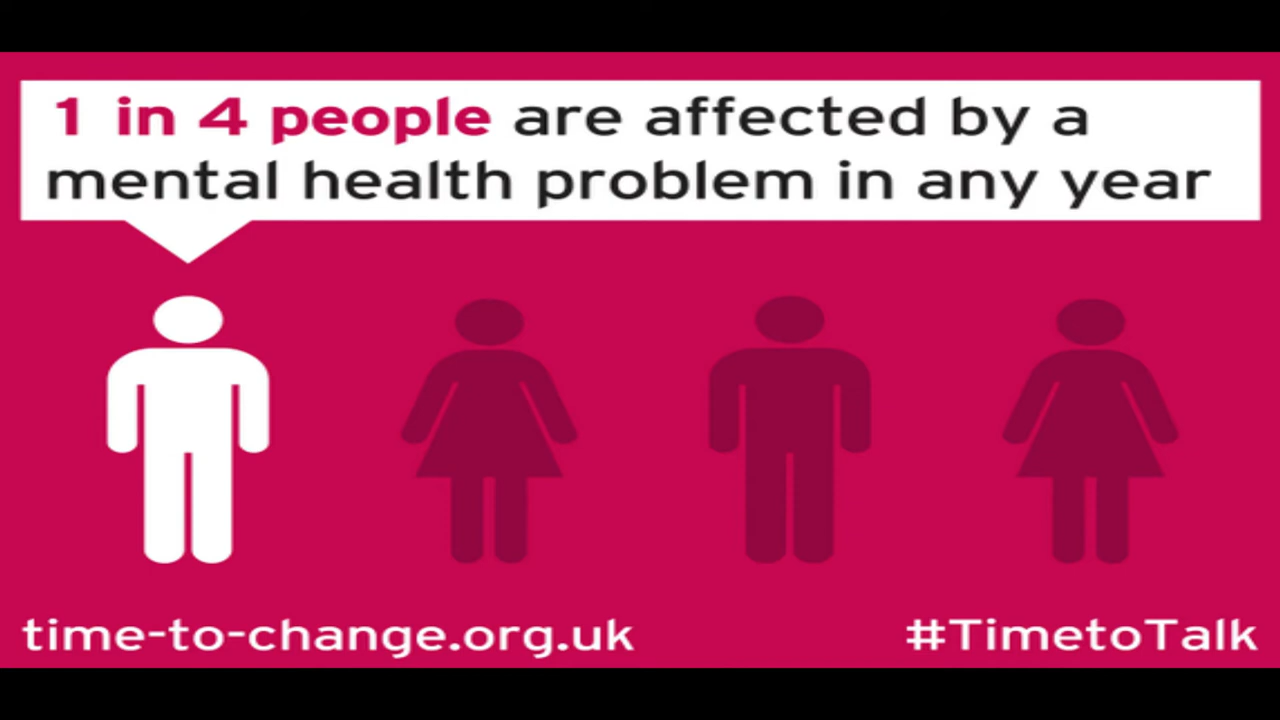 1 in 4 people are affected by a
mental health problem in any year
time-to-change.org.uk
#TimetoTalk